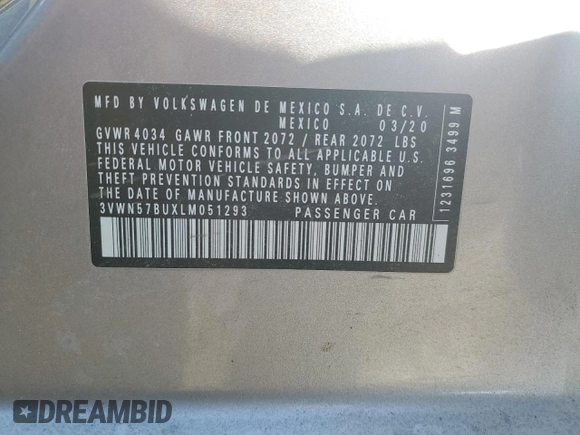 MFD BY VOLKSWAGEN DE MEXICO S.A. DE C.V.
MEXICO 03/20
GVWR 4034 GAWR FRONT 2072 / REAR 2072 LBS
THIS VEHICLE CONFORMS TO ALL APPLICABLE U.S.
FEDERAL MOTOR VEHICLE SAFETY, BUMPER AND
THEFT PREVENTION STANDARDS IN EFFECT ON
THE DATE OF MANUFACTURE SHOWN ABOVE.
3VWN57BUXLM051293 PASSENGER CAR
1231696 3499 M
DREAMBID